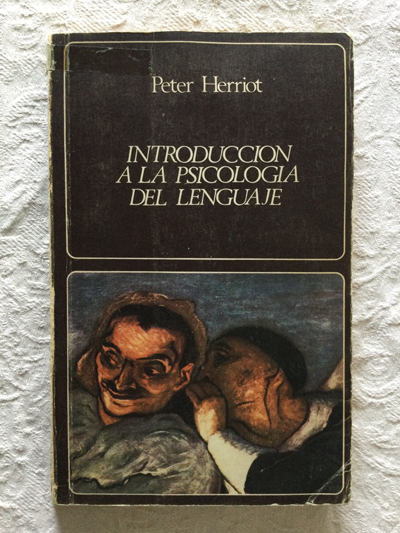 Peter Herriot
INTRODUCCION
A LA PSICOLOGIA
DEL LENGUAJE